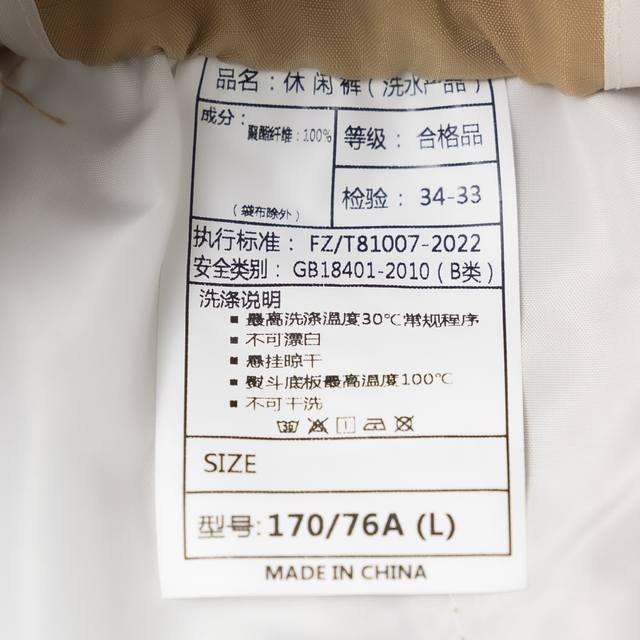 品名：休闲裤（洗水产品）
成分：
聚酯纤维：100%
（袋布除外）
等级：合格品
检验：34-33
执行标准：FZ/T81007-2022
安全类别：GB18401-2010（B类）
洗涤说明
■ 最高洗涤温度30℃常规程序
■ 不可漂白
■ 悬挂晾干
■ 熨斗底板最高温度100℃
■ 不可干洗
SIZE
型号:170/76A (L)
MADE IN CHINA